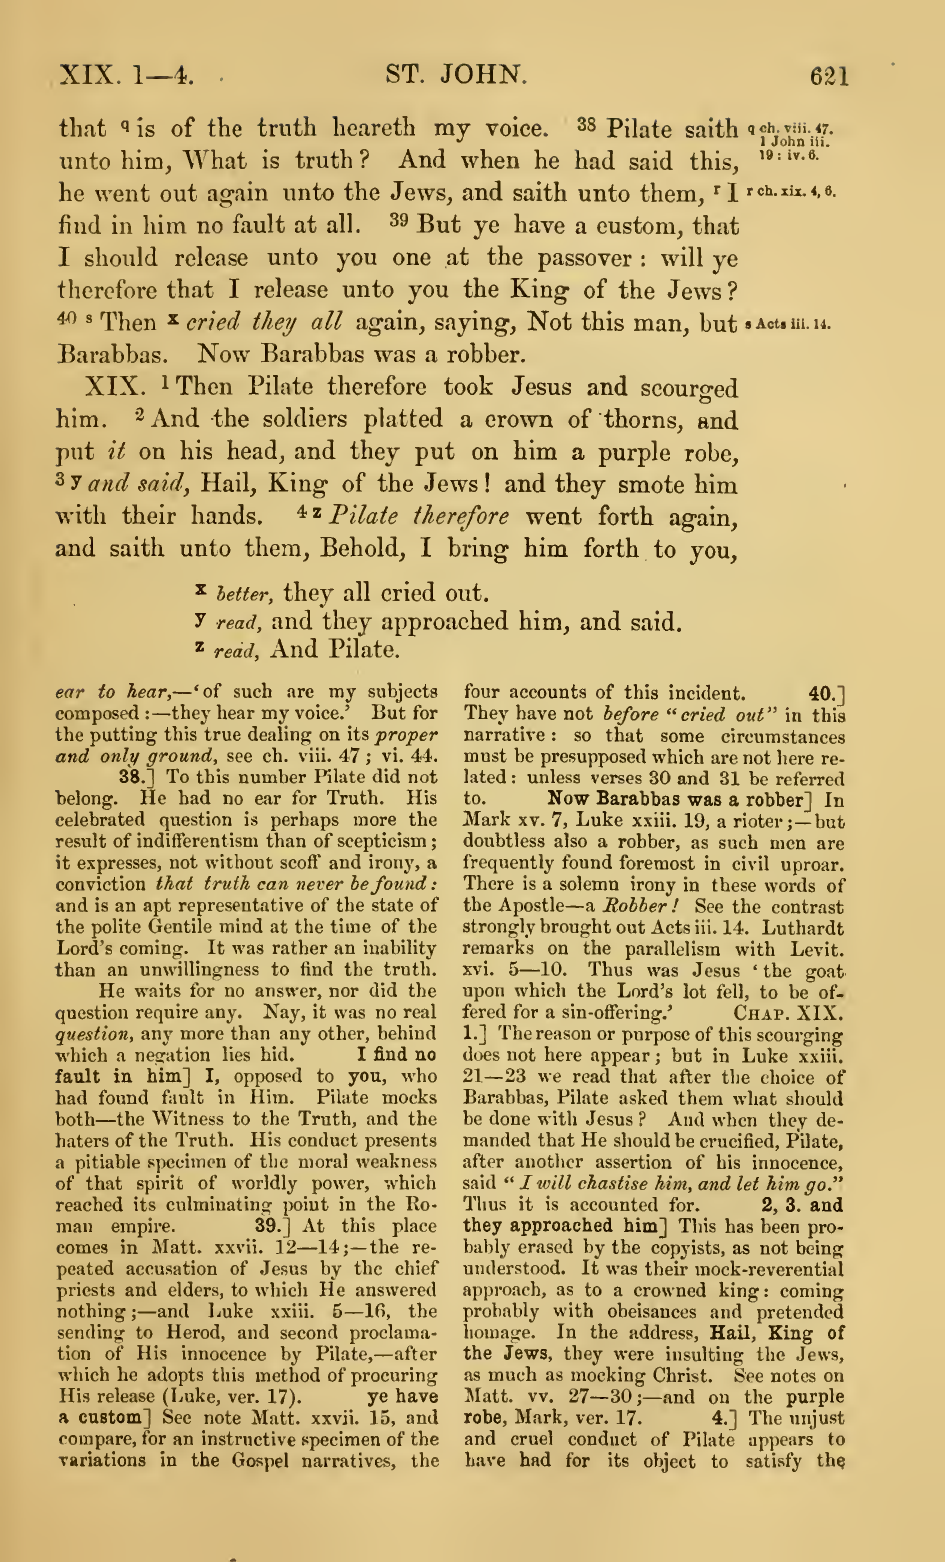 XIX. 1—4.
ST. JOHN.
621
that q is of the truth heareth my voice. 38 Pilate saith
unto him, What is truth? And when he had said this,
he went out again unto the Jews, and saith unto them, r I
find in him no fault at all. 39 But ye have a custom, that
I should release unto you one at the passover: will ye
therefore that I release unto you the King of the Jews?
40 s Then x cried they all again, saying, Not this man, but
Barabbas. Now Barabbas was a robber.
q ch. viii. 47.
1 John iii.
19: iv. 6.
r ch. xix. 4, 6.
s Acts iii. 14.
XIX. 1 Then Pilate therefore took Jesus and scourged
him. 2 And the soldiers platted a crown of thorns, and
put it on his head, and they put on him a purple robe,
3 y and said, Hail, King of the Jews! and they smote him
with their hands. 4 z Pilate therefore went forth again,
and saith unto them, Behold, I bring him forth to you,
x better, they all cried out.
y read, and they approached him, and said.
z read, And Pilate.
ear to hear,—‘of such are my subjects
composed:—they hear my voice.’ But for
the putting this true dealing on its proper
and only ground, see ch. viii. 47; vi. 44.
38.] To this number Pilate did not
belong. He had no ear for Truth. His
celebrated question is perhaps more the
result of indifferentism than of scepticism;
it expresses, not without scoff and irony, a
conviction that truth can never be found:
and is an apt representative of the state of
the polite Gentile mind at the time of the
Lord's coming. It was rather an inability
than an unwillingness to find the truth.
He waits for no answer, nor did the
question require any. Nay, it was no real
question, any more than any other, behind
which a negation lies hid. I find no
fault in him] I, opposed to you, who
had found fault in Him. Pilate mocks
both—the Witness to the Truth, and the
haters of the Truth. His conduct presents
a pitiable specimen of the moral weakness
of that spirit of worldly power, which
reached its culminating point in the Ro-
man empire. 39.] At this place
comes in Matt. xxvii. 12—14;—the re-
peated accusation of Jesus by the chief
priests and elders, to which He answered
nothing;—and Luke xxiii. 5—16, the
sending to Herod, and second proclama-
tion of His innocence by Pilate,—after
which he adopts this method of procuring
His release (Luke, ver. 17). ye have
a custom] See note Matt. xxvii. 15, and
compare, for an instructive specimen of the
variations in the Gospel narratives, the
four accounts of this incident. 40.]
They have not before “cried out” in this
narrative: so that some circumstances
must be presupposed which are not here re-
lated: unless verses 30 and 31 be referred
to. Now Barabbas was a robber] In
Mark xv. 7, Luke xxiii. 19, a rioter;—but
doubtless also a robber, as such men are
frequently found foremost in civil uproar.
There is a solemn irony in these words of
the Apostle—a Robber! See the contrast
strongly brought out Acts iii. 14. Luthardt
remarks on the parallelism with Levit.
xvi. 5—10. Thus was Jesus ‘the goat
upon which the Lord's lot fell, to be of-
fered for a sin-offering.’ CHAP. XIX.
1.] The reason or purpose of this scourging
does not here appear; but in Luke xxiii.
21—23 we read that after the choice of
Barabbas, Pilate asked them what should
be done with Jesus? And when they de-
manded that He should be crucified, Pilate,
after another assertion of his innocence,
said “I will chastise him, and let him go.”
Thus it is accounted for. 2, 3. and
they approached him] This has been pro-
bably erased by the copyists, as not being
understood. It was their mock-reverential
approach, as to a crowned king: coming
probably with obeisances and pretended
homage. In the address, Hail, King of
the Jews, they were insulting the Jews,
as much as mocking Christ. See notes on
Matt. vv. 27—30;—and on the purple
robe, Mark, ver. 17. 4.] The unjust
and cruel conduct of Pilate appears to
have had for its object to satisfy the